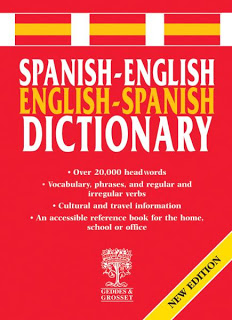 SPANISH-ENGLISH
ENGLISH-SPANISH
DICTIONARY
• Over 20,000 headwords
• Vocabulary, phrases, and regular and
irregular verbs
• Cultural and travel information
• An accessible reference book for the home,
school or office
GEDDES &
GROSSET
NEW EDITION